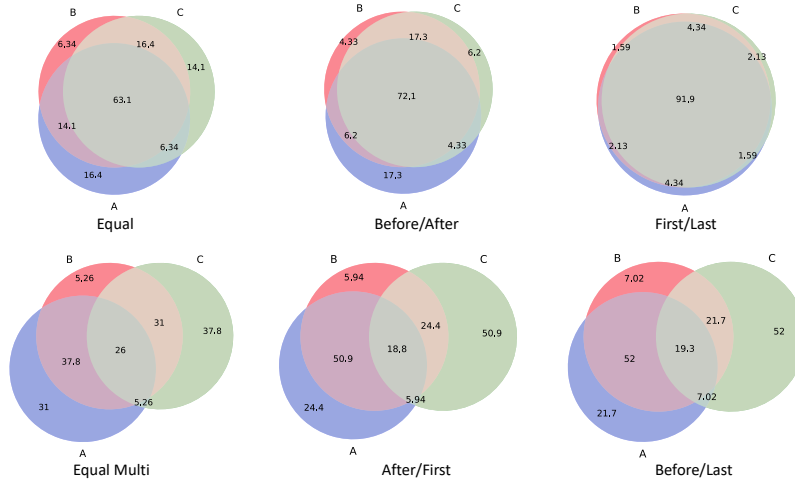 B
C
6,34
16,4
14,1
63,1
14,1
6,34
16,4
A
Equal
B
C
4.33
17.3
6.2
72,1
6.2
4.33
17,3
A
Before/After
C
4,34
1,59
2,13
91,9
2,13
1,59
4,34
A
First/Last
B
C
5,26
31
37.8
37.8
26
5,26
31
A
Equal Multi
B
C
5,94
24.4
50,9
50,9
18,8
5,94
24,4
A
After/First
B
C
7.02
21.7
52
52
19.3
7.02
21,7
A
Before/Last